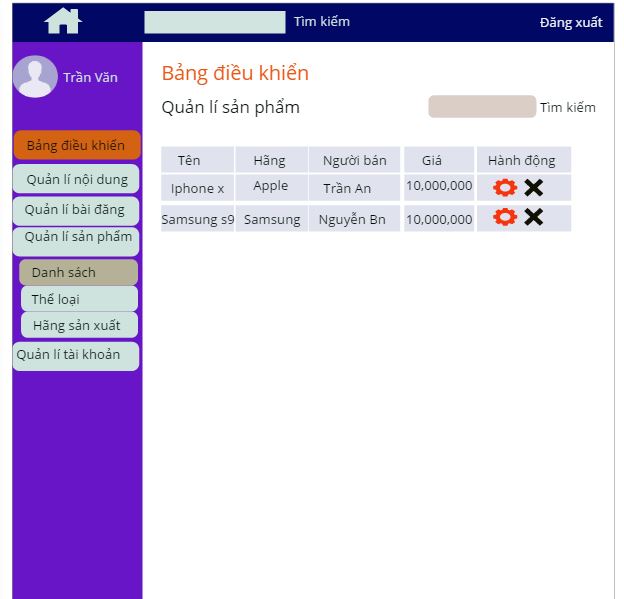 Tìm kiếm
Đăng xuất
Trần Văn
Bảng điều khiển
Quản lí nội dung
Quản lí bài đăng
Quản lí sản phẩm
Danh sách
Thể loại
Hãng sản xuất
Quản lí tài khoản
Bảng điều khiển
Quản lí sản phẩm
Tìm kiếm
Tên Hãng Người bán Giá Hành động
Iphone x Apple Trần An 10,000,000
Samsung s9 Samsung Nguyễn Bn 10,000,000